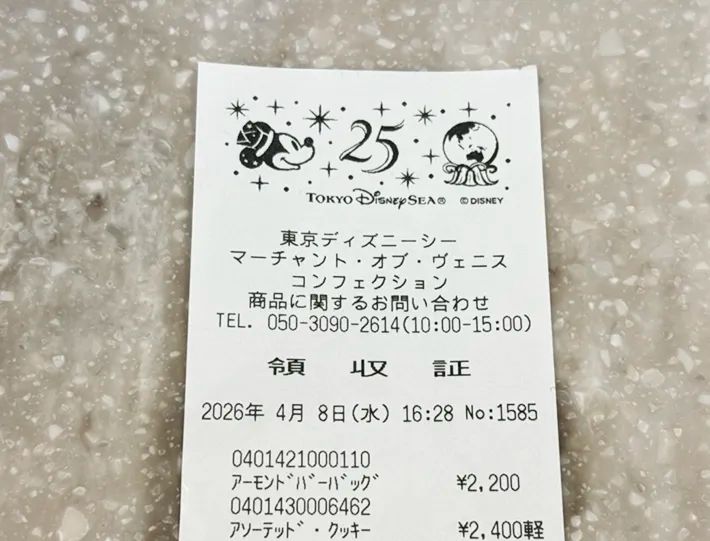 25
TOKYO DISNEYSEA® ©DISNEY
東京ディズニーシー
マーチャント・オブ・ヴェニス
コンフェクション
商品に関するお問い合わせ
TEL. 050-3090-2614(10:00-15:00)
領 収 証
2026年 4月 8日(水) 16:28 No:1585
0401421000110
アーモンドバーバッグ ¥2,200
0401430006462
アソーテッド・クッキー ¥2,400軽